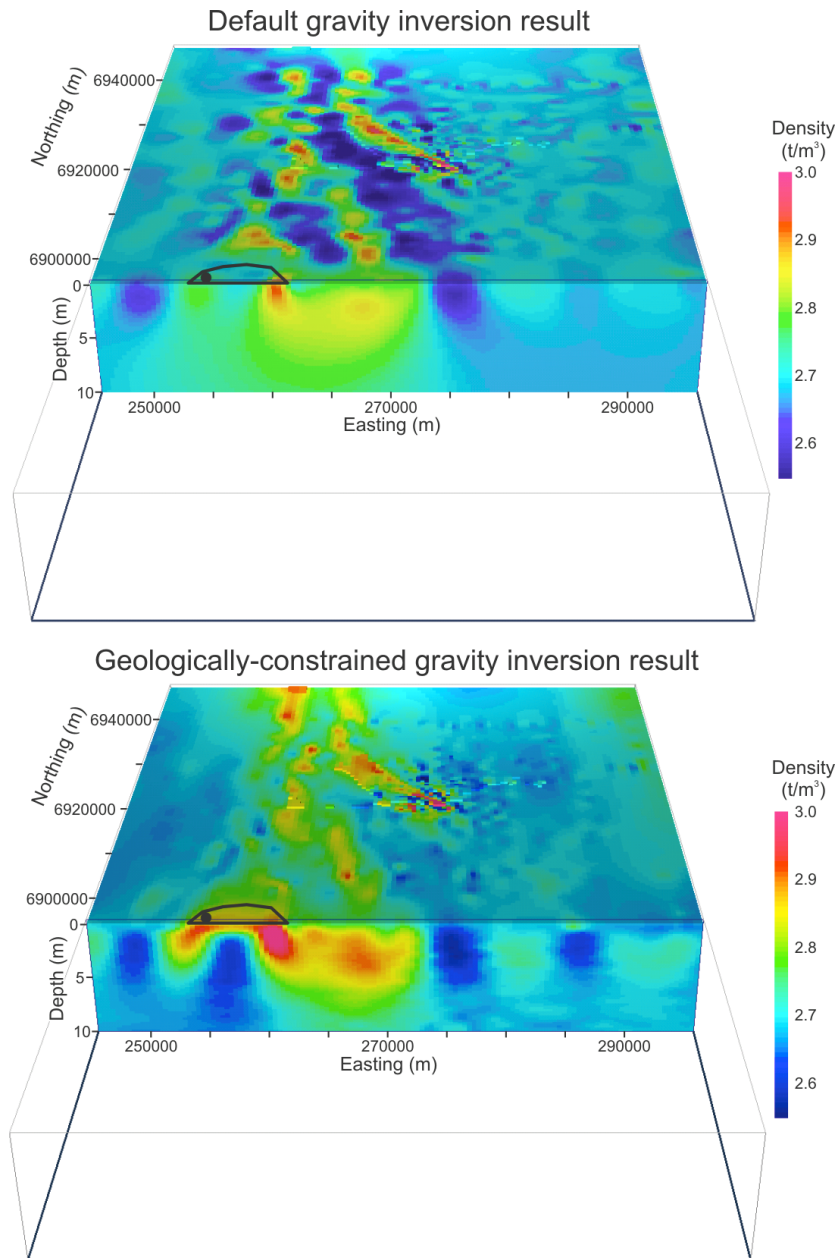 Default gravity inversion result
Northing (m)
6940000
6920000
6900000
Depth (m)
0
5
10
250000
270000
290000
Easting (m)
Density
(t/m³)
3.0
2.9
2.8
2.7
2.6
Geologically-constrained gravity inversion result
Northing (m)
6940000
6920000
6900000
Depth (m)
0
5
10
250000
270000
290000
Easting (m)
Density
(t/m³)
3.0
2.9
2.8
2.7
2.6